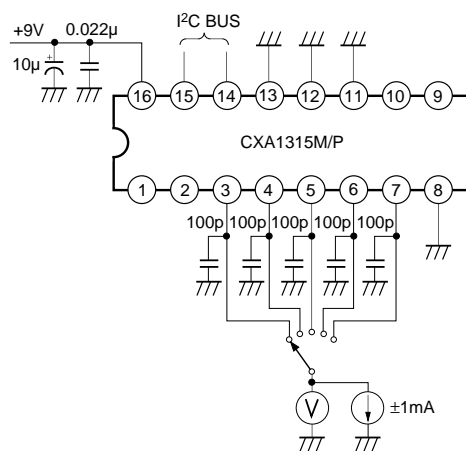 I²C BUS
+9V 0.022μ
10μ +
16 15 14 13 12 11 10 9
CXA1315M/P
1 2 3 4 5 6 7 8
100p 100p 100p 100p 100p
V ±1mA